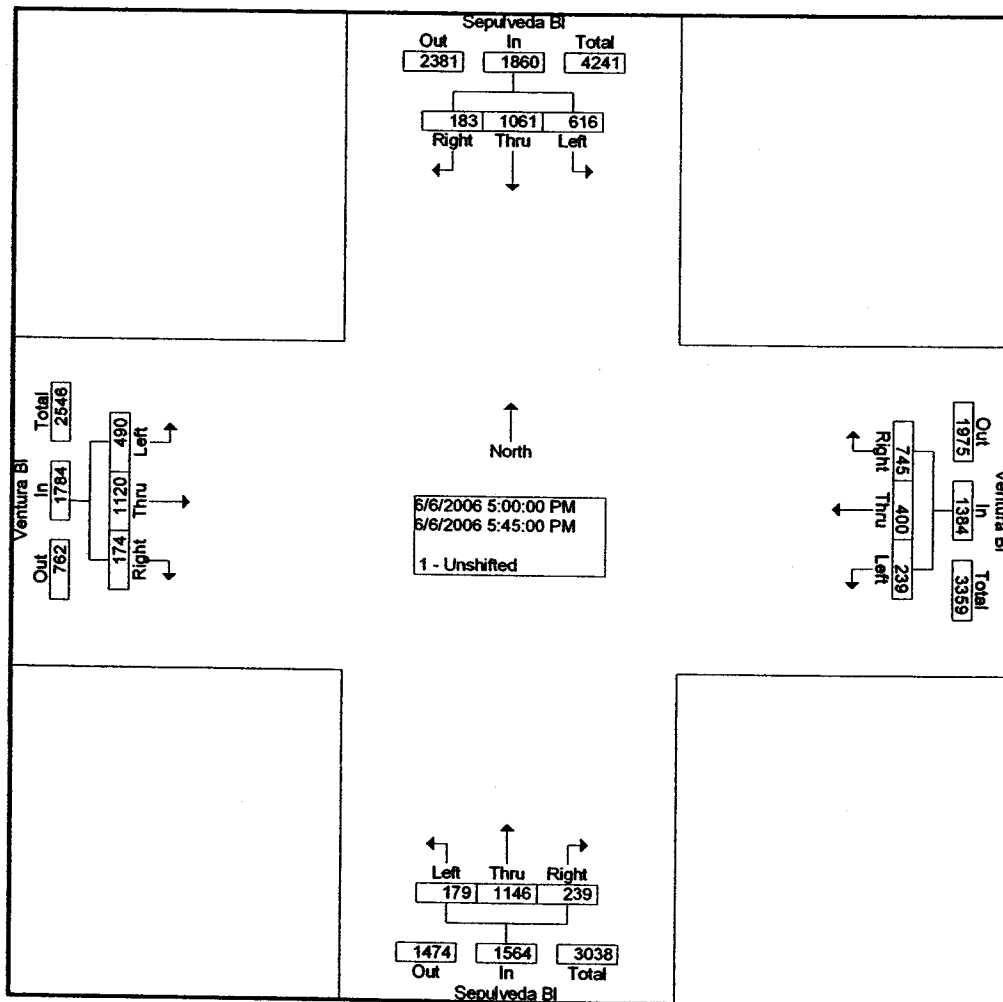 Sepulveda Bl
Out In Total
2381 1860 4241
183 1061 616
Right Thru Left
North
6/6/2006 5:00:00 PM
6/6/2006 5:45:00 PM
1 - Unshifted
Ventura Bl
Out In Total
762 1784 2546
174 1120 490
Right Thru Left
Ventura Bl
Out In Total
1975 1384 3359
745 400 239
Right Thru Left
Left Thru Right
179 1146 239
1474 1564 3038
Out In Total
Sepulveda Bl